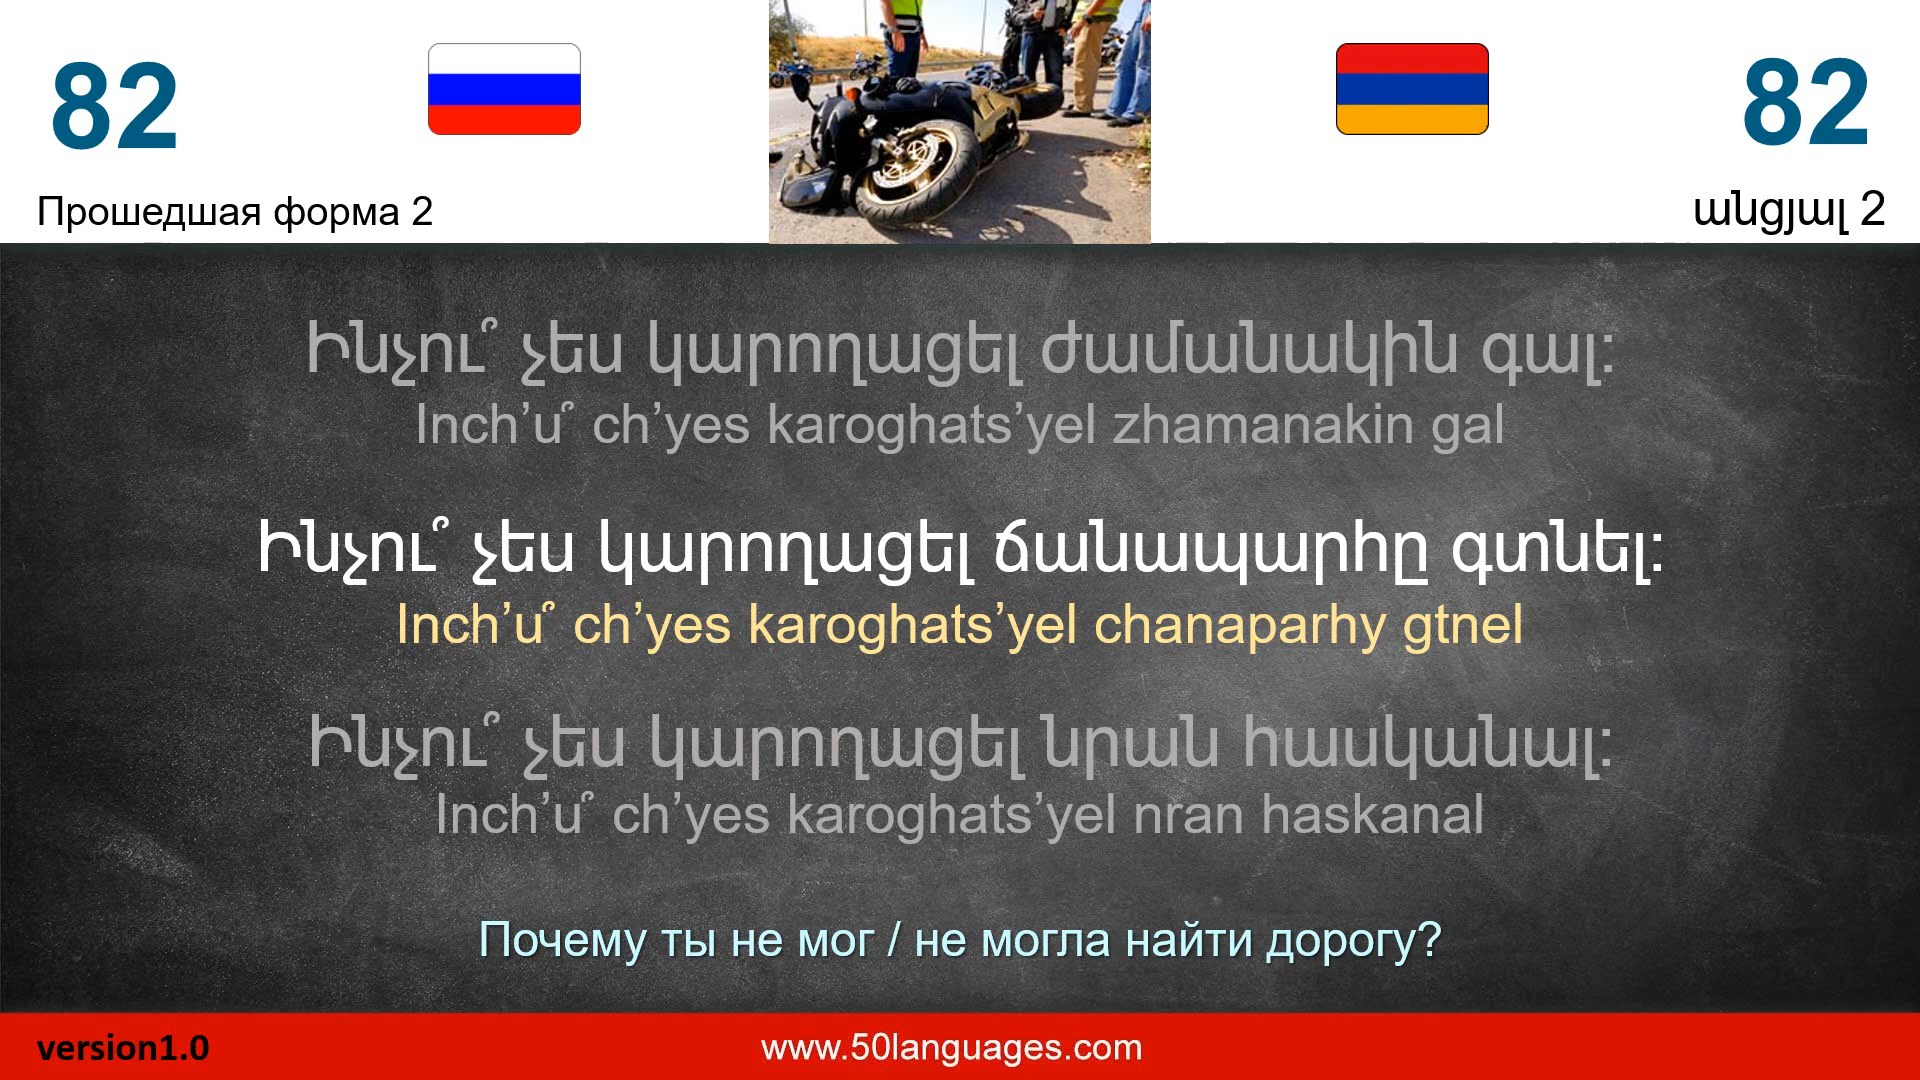 82
82
Прошедшая форма 2
անցյալ 2
Ինչու՞ չես կարողացել ժամանակին գալ:
Inch’u՞ ch’yes karoghats’yel zhamanakin gal
Ինչու՞ չես կարողացել ճանապարհը գտնել:
Inch’u՞ ch’yes karoghats’yel chanaparhy gtnel
Ինչու՞ չես կարողացել նրան հասկանալ:
Inch’u՞ ch’yes karoghats’yel nran haskanal
Почему ты не мог / не могла найти дорогу?
version1.0
www.50languages.com